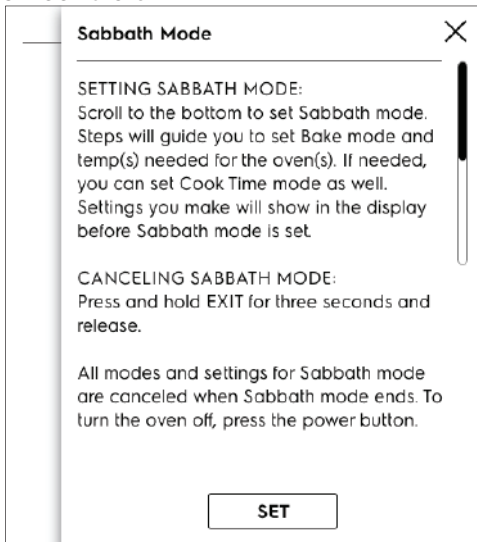 Sabbath Mode
SETTING SABBATH MODE:
Scroll to the bottom to set Sabbath mode.
Steps will guide you to set Bake mode and
temp(s) needed for the oven(s). If needed,
you can set Cook Time mode as well.
Settings you make will show in the display
before Sabbath mode is set.
CANCELING SABBATH MODE:
Press and hold EXIT for three seconds and
release.
All modes and settings for Sabbath mode
are canceled when Sabbath mode ends. To
turn the oven off, press the power button.
SET